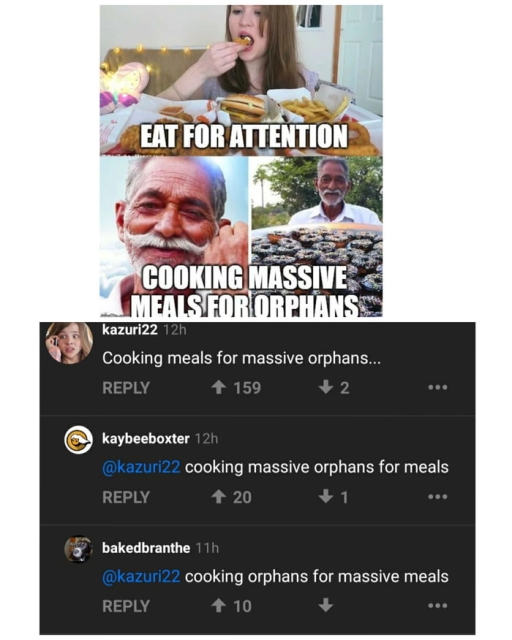 EAT FOR ATTENTION
COOKING MASSIVE
MEALS FOR ORPHANS
kazuri22 12h
Cooking meals for massive orphans...
REPLY 159 2
kaybeeboxter 12h
@kazuri22 cooking massive orphans for meals
REPLY 20 1
bakedbranthe 11h
@kazuri22 cooking orphans for massive meals
REPLY 10